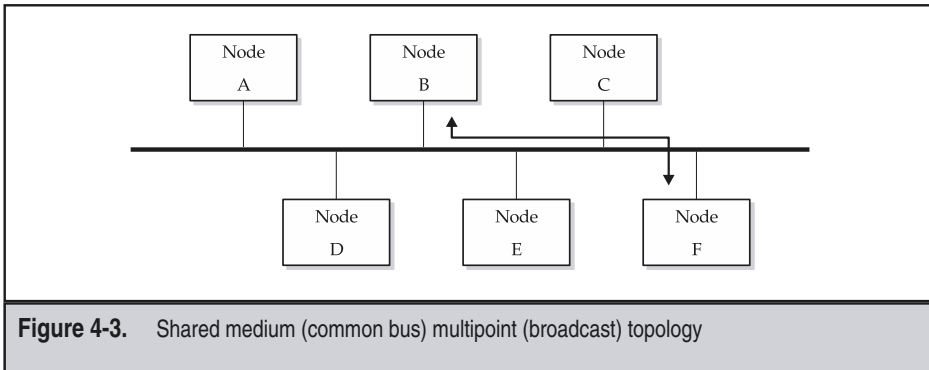 Node
A
Node
B
Node
C
Node
D
Node
E
Node
F
Figure 4-3. Shared medium (common bus) multipoint (broadcast) topology